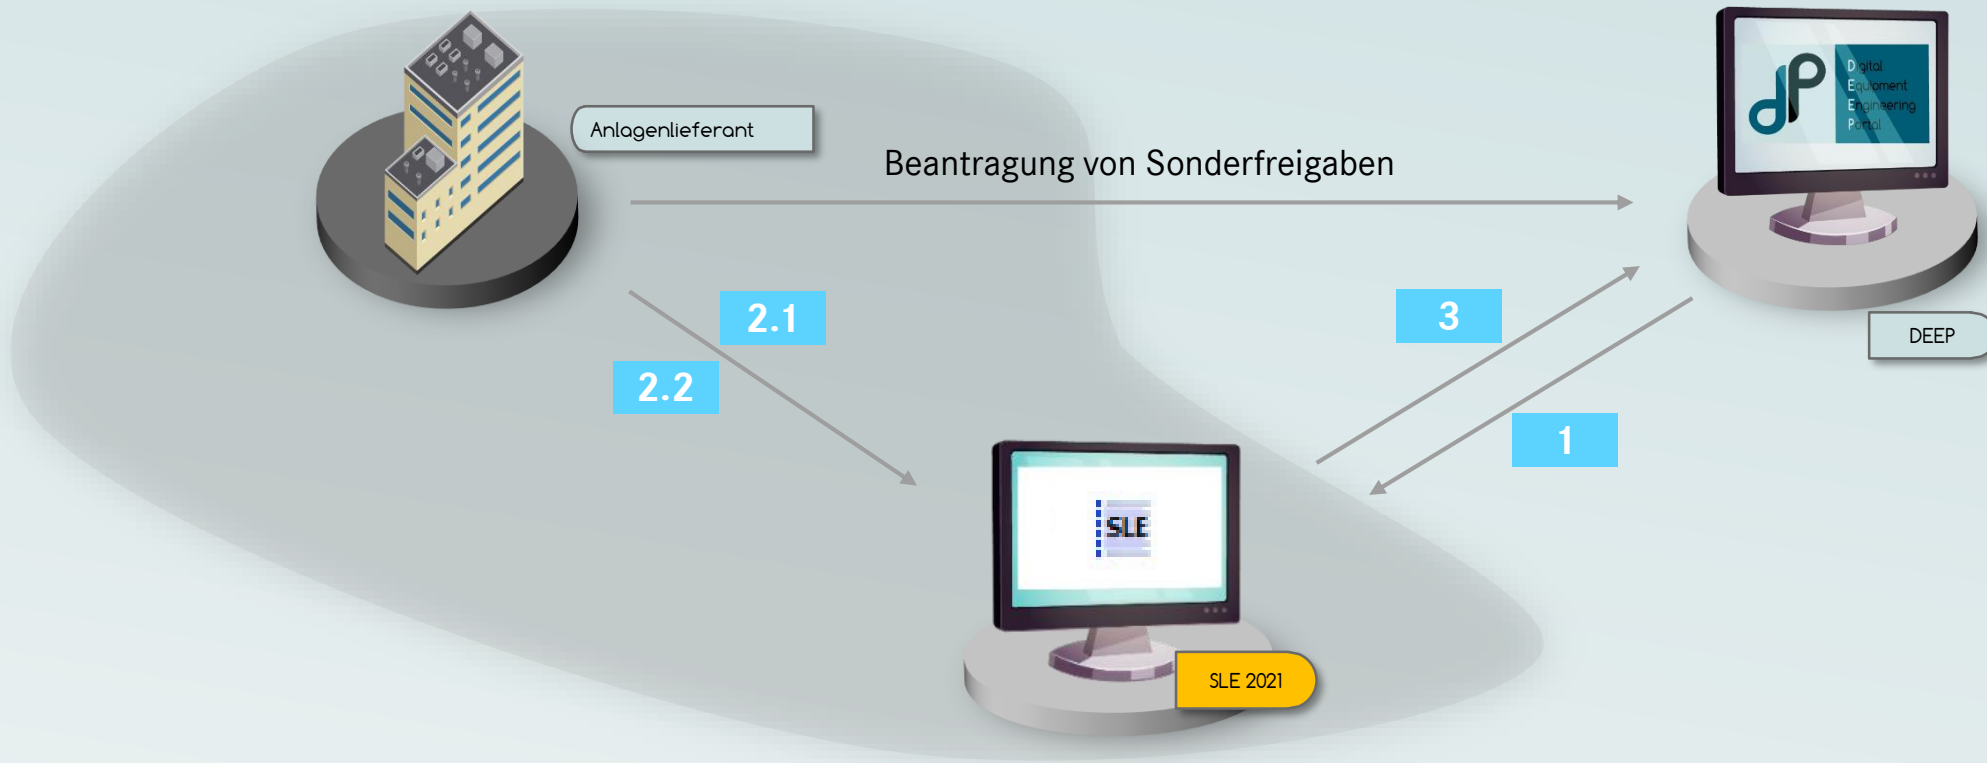 Digital
Equipment
Engineering
Portal
Anlagenlieferant
Beantragung von Sonderfreigaben
2.1
3
DEEP
2.2
1
SLE
SLE 2021